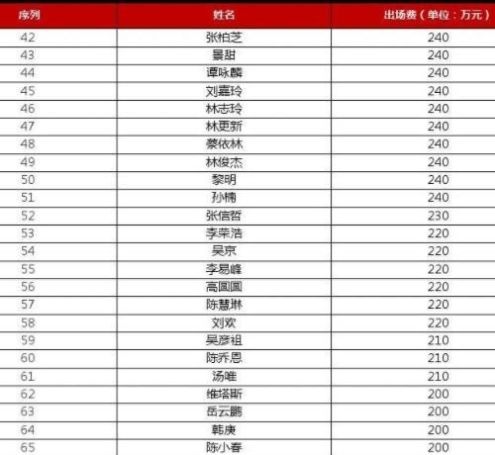 序列 姓名 出场费（单位：万元）
42 张柏芝 240
43 景甜 240
44 谭咏麟 240
45 刘嘉玲 240
46 林志玲 240
47 林更新 240
48 蔡依林 240
49 林俊杰 240
50 黎明 240
51 孙楠 240
52 张信哲 230
53 李荣浩 220
54 吴京 220
55 李易峰 220
56 高圆圆 220
57 陈慧琳 220
58 刘欢 220
59 吴彦祖 210
60 陈乔恩 210
61 汤唯 210
62 维塔斯 200
63 岳云鹏 200
64 韩庚 200
65 陈小春 200